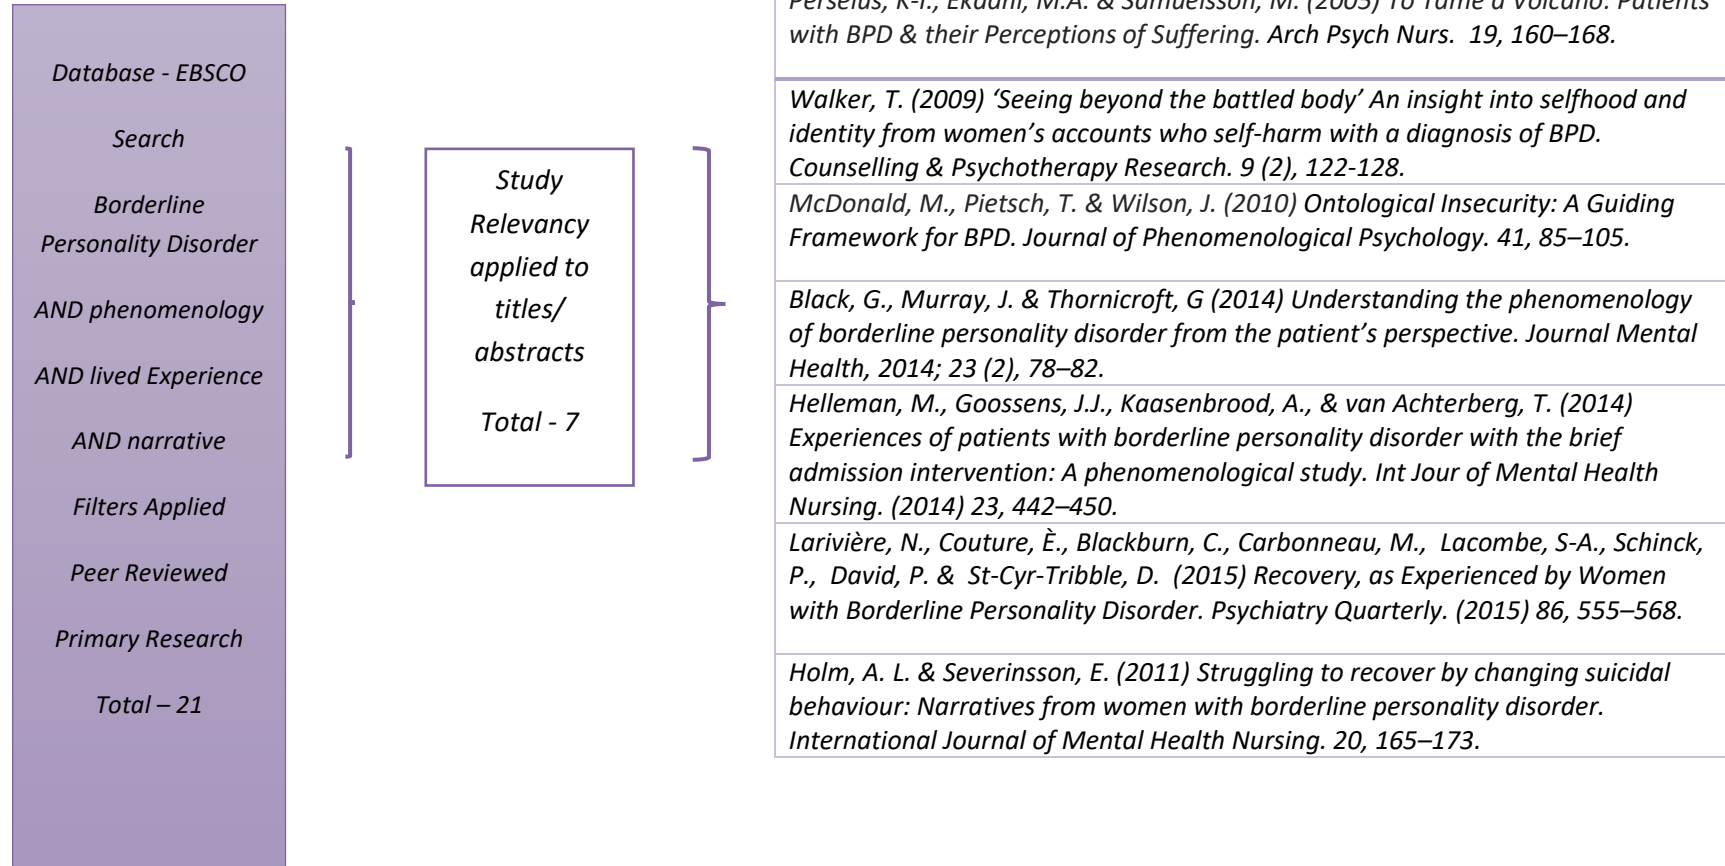 Database - EBSCO
Search
Borderline
Personality Disorder
AND phenomenology
AND lived Experience
AND narrative
Filters Applied
Peer Reviewed
Primary Research
Total – 21
Study
Relevancy
applied to
titles/
abstracts
Total - 7
Perseius, K-I., Ekdahl, M.A. & Samuelsson, M. (2005) To Tame a Volcano: Patients
with BPD & their Perceptions of Suffering. Arch Psych Nurs. 19, 160–168.
Walker, T. (2009) ‘Seeing beyond the battled body’ An insight into selfhood and
identity from women’s accounts who self-harm with a diagnosis of BPD.
Counselling & Psychotherapy Research. 9 (2), 122-128.
McDonald, M., Pietsch, T. & Wilson, J. (2010) Ontological Insecurity: A Guiding
Framework for BPD. Journal of Phenomenological Psychology. 41, 85–105.
Black, G., Murray, J. & Thornicroft, G (2014) Understanding the phenomenology
of borderline personality disorder from the patient’s perspective. Journal Mental
Health, 2014; 23 (2), 78–82.
Helleman, M., Goossens, J.J., Kaasenbrood, A., & van Achterberg, T. (2014)
Experiences of patients with borderline personality disorder with the brief
admission intervention: A phenomenological study. Int Jour of Mental Health
Nursing. (2014) 23, 442–450.
Larivière, N., Couture, È., Blackburn, C., Carbonneau, M., Lacombe, S-A., Schinck,
P., David, P. & St-Cyr-Tribble, D. (2015) Recovery, as Experienced by Women
with Borderline Personality Disorder. Psychiatry Quarterly. (2015) 86, 555–568.
Holm, A. L. & Severinsson, E. (2011) Struggling to recover by changing suicidal
behaviour: Narratives from women with borderline personality disorder.
International Journal of Mental Health Nursing. 20, 165–173.